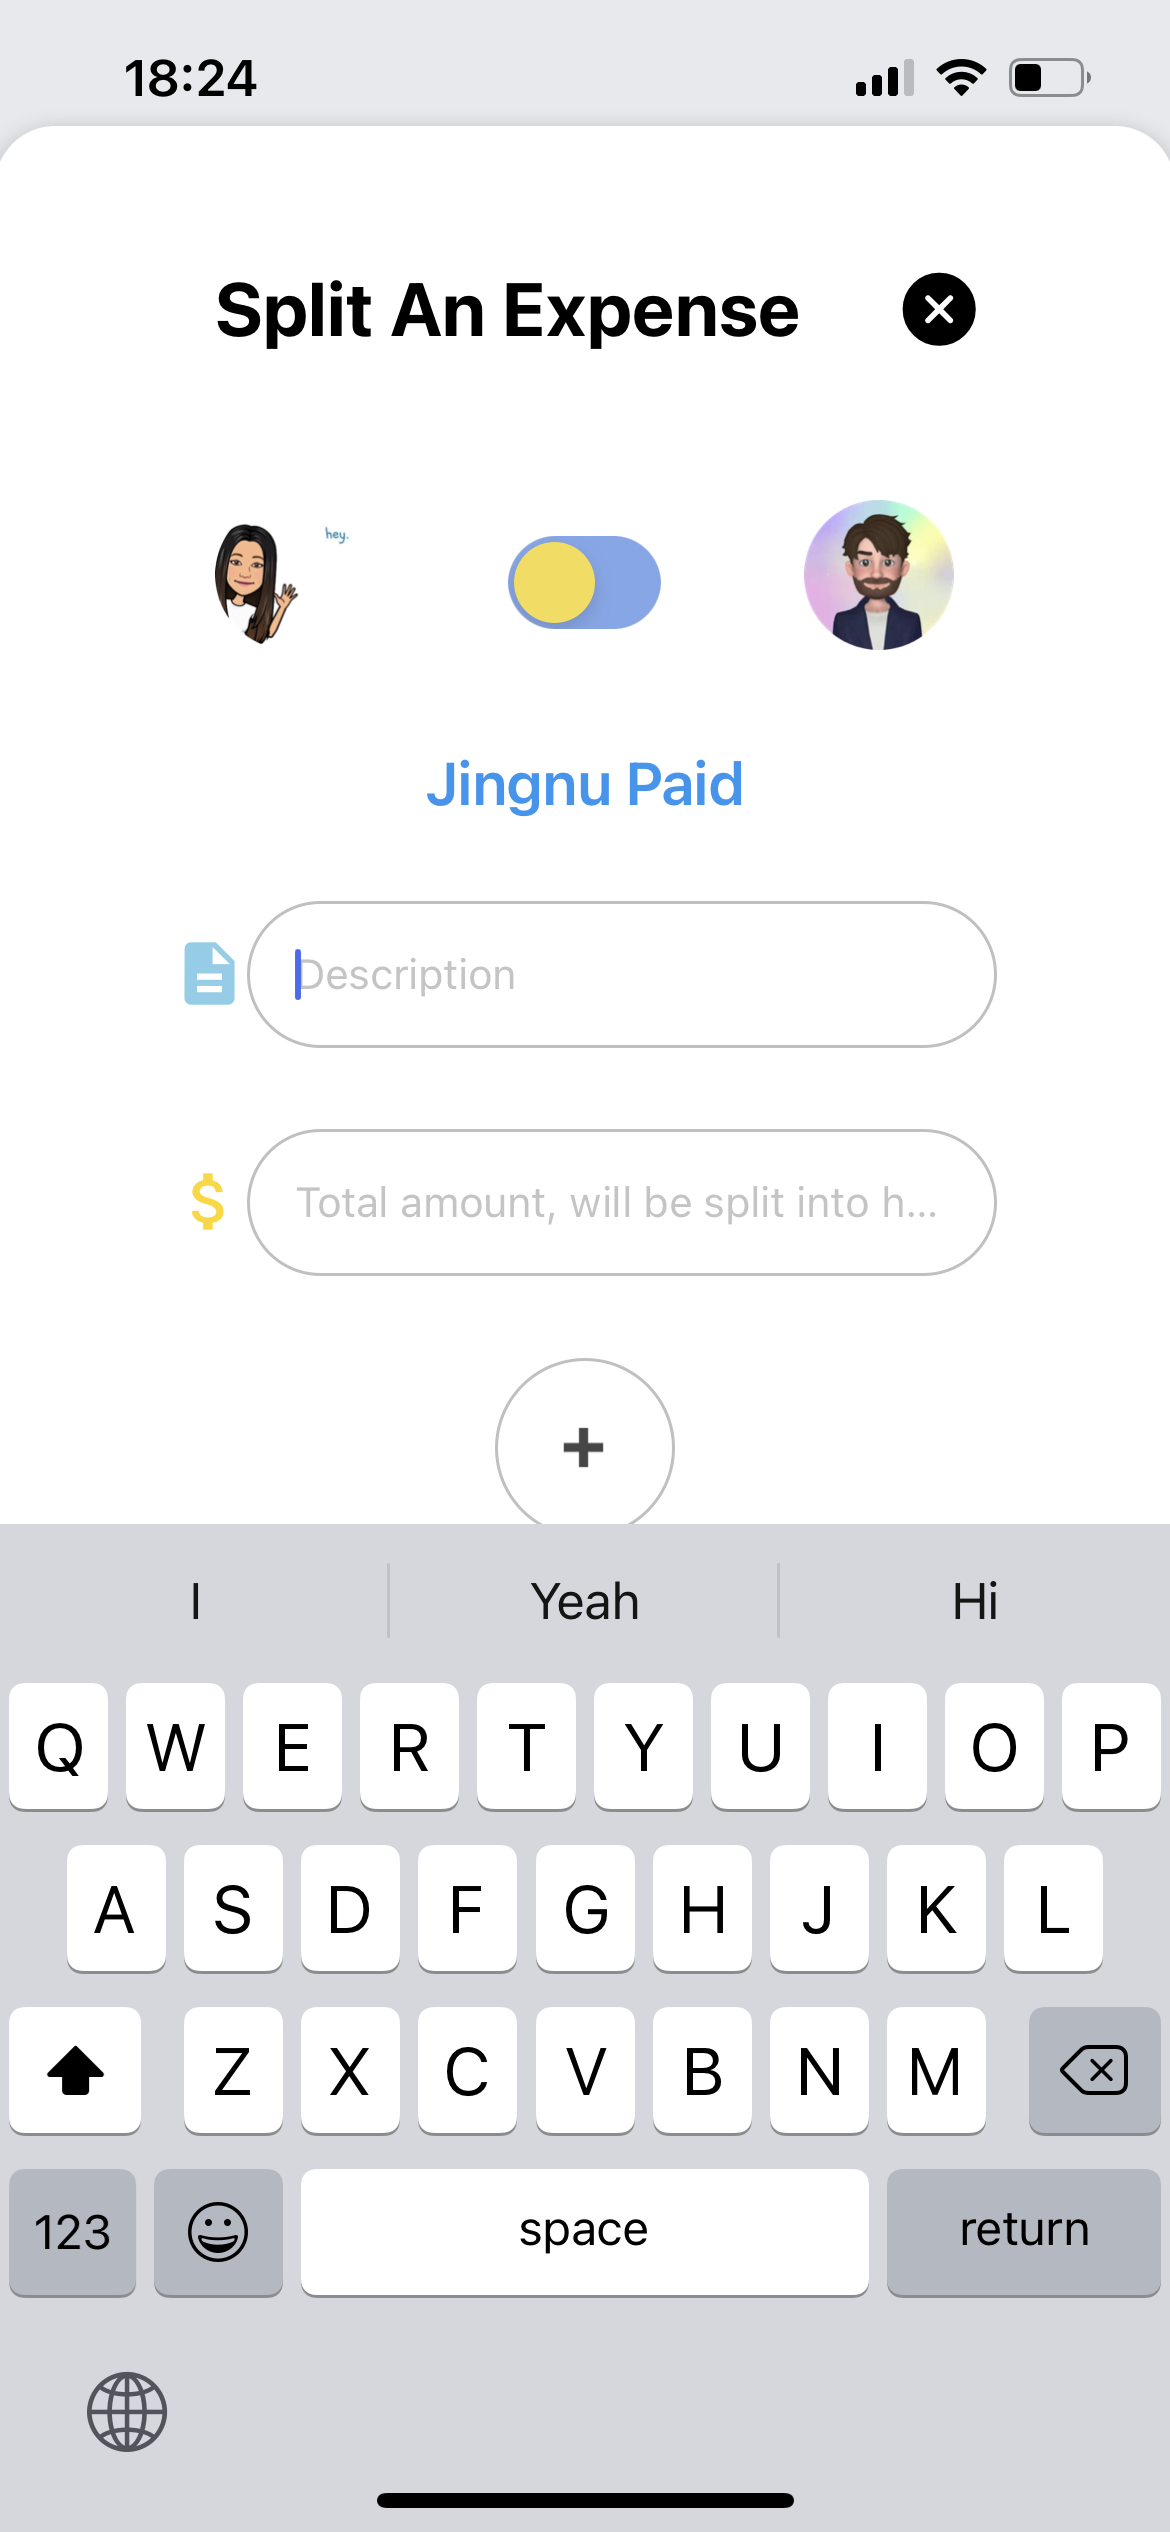 18:24
Split An Expense
hey.
Jingnu Paid
Description
$ Total amount, will be split into h...
+
I Yeah Hi
Q W E R T Y U I O P
A S D F G H J K L
Z X C V B N M
123 space return